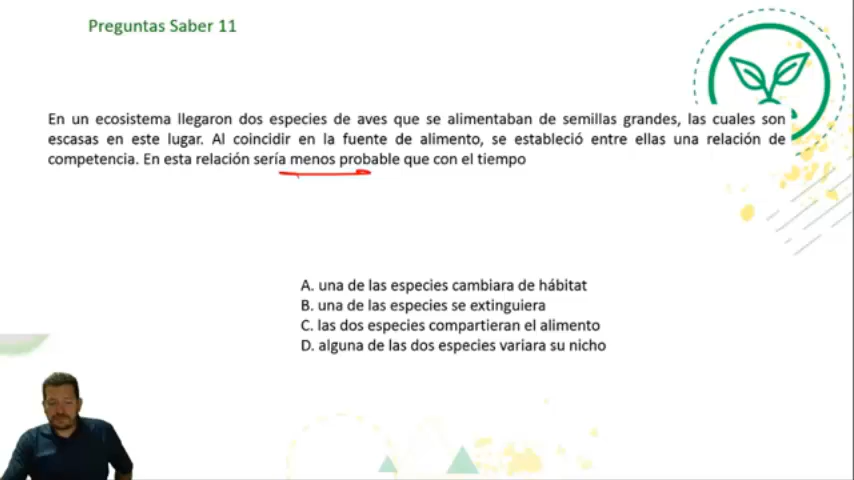 Preguntas Saber 11
En un ecosistema llegaron dos especies de aves que se alimentaban de semillas grandes, las cuales son
escasas en este lugar. Al coincidir en la fuente de alimento, se estableció entre ellas una relación de
competencia. En esta relación sería menos probable que con el tiempo
A. una de las especies cambiara de hábitat
B. una de las especies se extinguiera
C. las dos especies compartieran el alimento
D. alguna de las dos especies variara su nicho